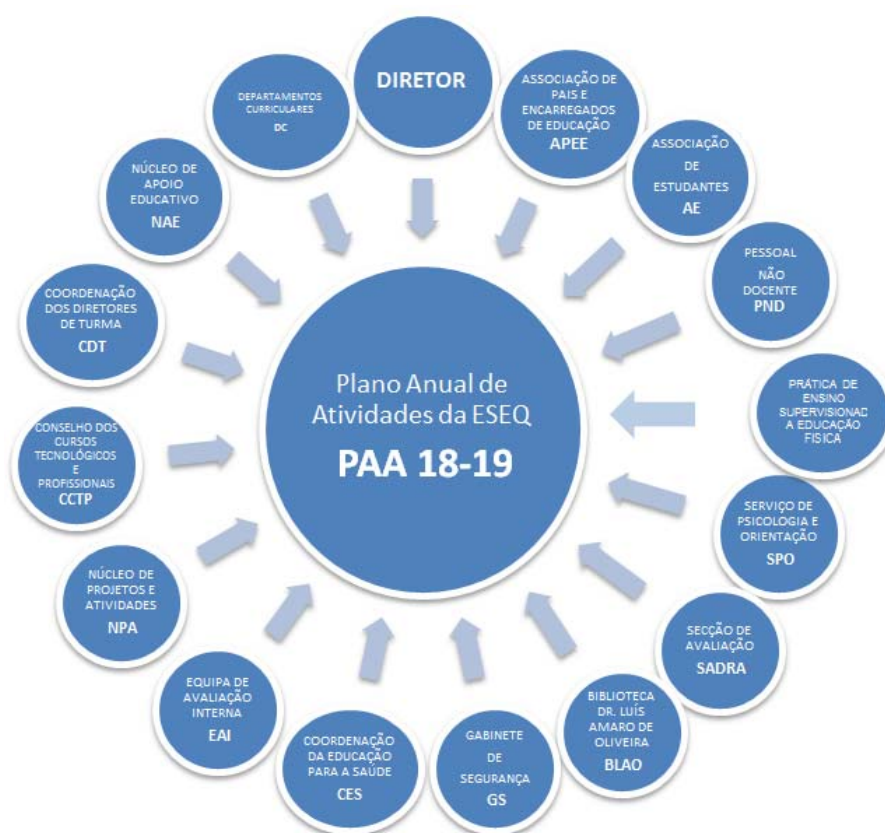 DIRETOR
ASSOCIAÇÃO DE
PAIS E
ENCARREGADOS
DE EDUCAÇÃO
APEE
ASSOCIAÇÃO
DE
ESTUDANTES
AE
PESSOAL
NÃO
DOCENTE
PND
PRÁTICA DE
ENSINO
SUPERVISIONAD
A EDUCAÇÃO
FISICA
SERVIÇO DE
PSICOLOGIA E
ORIENTAÇÃO
SPO
SECÇÃO DE
AVALIAÇÃO
SADRA
BIBLIOTECA
DR. LUÍS
AMARO DE
OLIVEIRA
BLAO
GABINETE
DE
SEGURANÇA
GS
COORDENAÇÃO
DA EDUCAÇÃO
PARA A SAÚDE
CES
EQUIPA DE
AVALIAÇÃO
INTERNA
EAI
NÚCLEO DE
PROJETOS E
ATIVIDADES
NPA
CONSELHO DOS
CURSOS
TECNOLÓGICOS
E
PROFISSIONAIS
CCTP
COORDENAÇÃO
DOS DIRETORES
DE TURMA
CDT
NÚCLEO DE
APOIO
EDUCATIVO
NAE
DEPARTAMENTOS
CURRICULARES
DC
Plano Anual de
Atividades da ESEQ
PAA 18-19